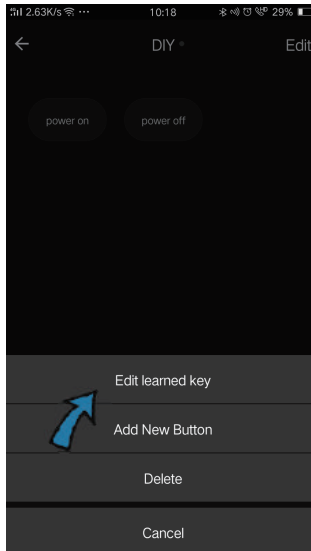 2.63K/s 10:18 29%
DIY Edit
power on power off
Edit learned key
Add New Button
Delete
Cancel